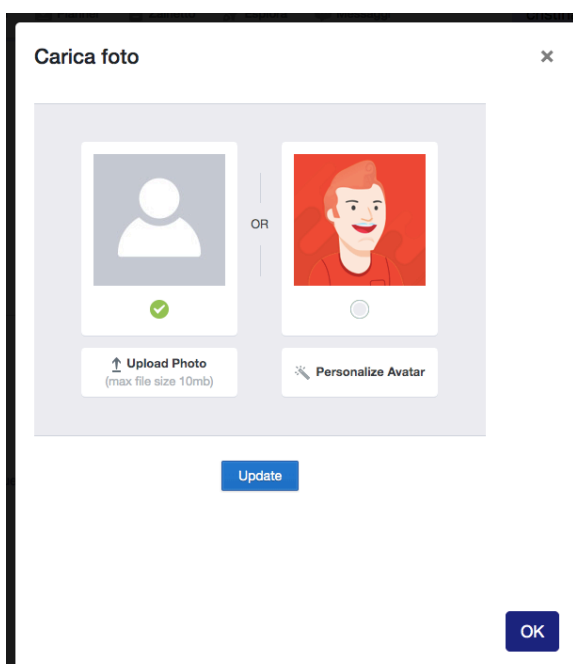 Carica foto
×
OR
Upload Photo
(max file size 10mb)
Personalize Avatar
Update
OK